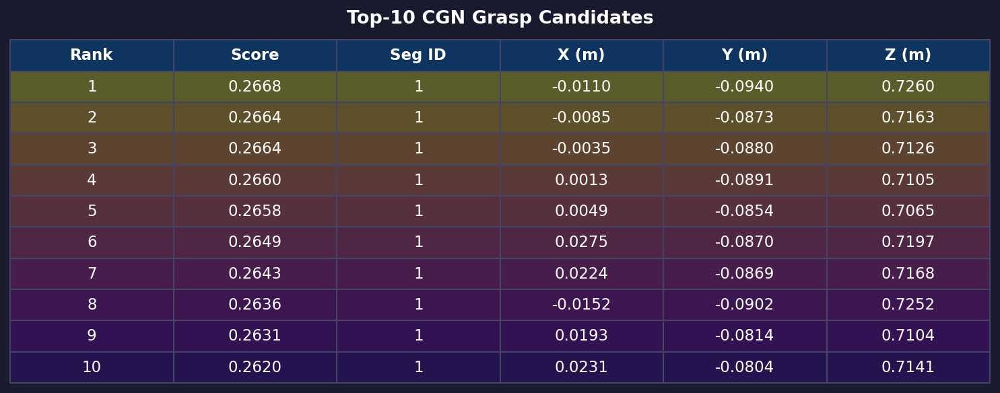 Top-10 CGN Grasp Candidates
Rank Score Seg ID X (m) Y (m) Z (m)
1 0.2668 1 -0.0110 -0.0940 0.7260
2 0.2664 1 -0.0085 -0.0873 0.7163
3 0.2664 1 -0.0035 -0.0880 0.7126
4 0.2660 1 0.0013 -0.0891 0.7105
5 0.2658 1 0.0049 -0.0854 0.7065
6 0.2649 1 0.0275 -0.0870 0.7197
7 0.2643 1 0.0224 -0.0869 0.7168
8 0.2636 1 -0.0152 -0.0902 0.7252
9 0.2631 1 0.0193 -0.0814 0.7104
10 0.2620 1 0.0231 -0.0804 0.7141